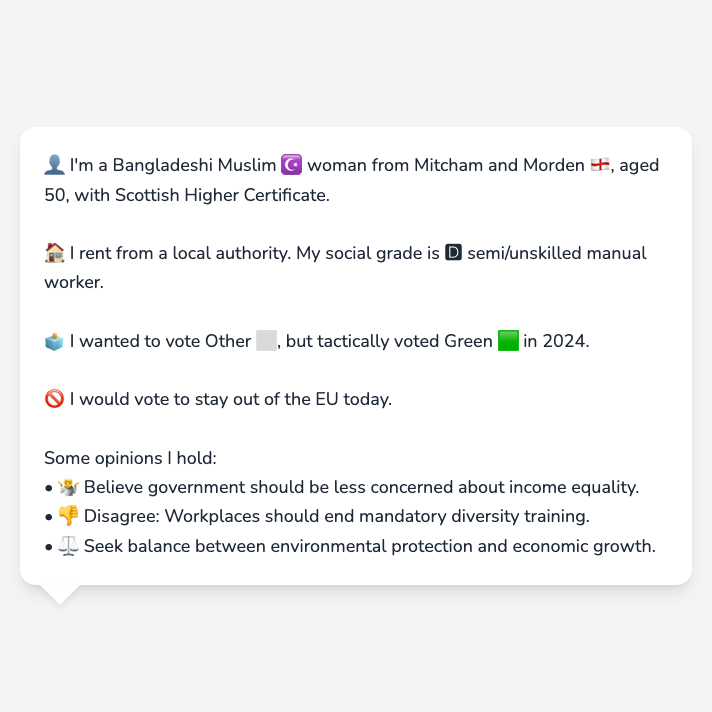 👤 I'm a Bangladeshi Muslim ☪️ woman from Mitcham and Morden 🏴󠁧󠁢󠁥󠁮󠁧󠁿, aged
50, with Scottish Higher Certificate.
🏠 I rent from a local authority. My social grade is 🅳 semi/unskilled manual
worker.
🗳️ I wanted to vote Other ⬜, but tactically voted Green 🟩 in 2024.
🚫 I would vote to stay out of the EU today.
Some opinions I hold:
• 🤷 Believe government should be less concerned about income equality.
• 👎 Disagree: Workplaces should end mandatory diversity training.
• ⚖️ Seek balance between environmental protection and economic growth.